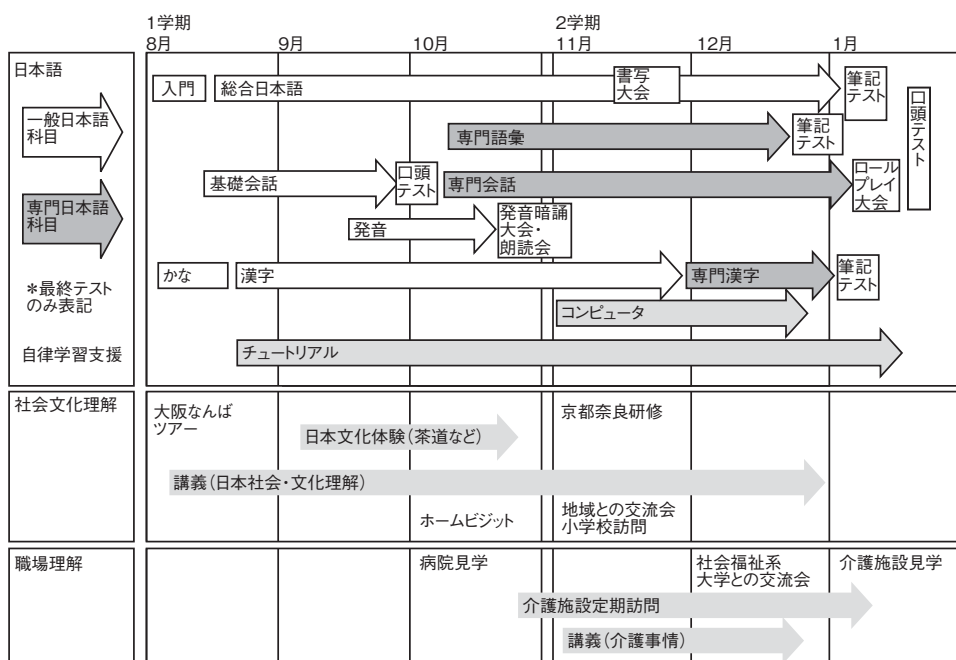 1学期
8月
9月
10月
2学期
11月
12月
1月
日本語
一般日本語
科目
専門日本語
科目
*最終テスト
のみ表記
自律学習支援
入門
総合日本語
書写
大会
筆記
テスト
口頭テスト
専門語彙
筆記
テスト
基礎会話
口頭
テスト
専門会話
ロール
プレイ
大会
発音
発音暗誦
大会・
朗読会
かな
漢字
専門漢字
筆記
テスト
コンピュータ
チュートリアル
社会文化理解
大阪なんば
ツアー
京都奈良研修
日本文化体験(茶道など)
講義(日本社会・文化理解)
ホームビジット
地域との交流会
小学校訪問
職場理解
病院見学
社会福祉系
大学との交流会
介護施設見学
介護施設定期訪問
講義(介護事情)